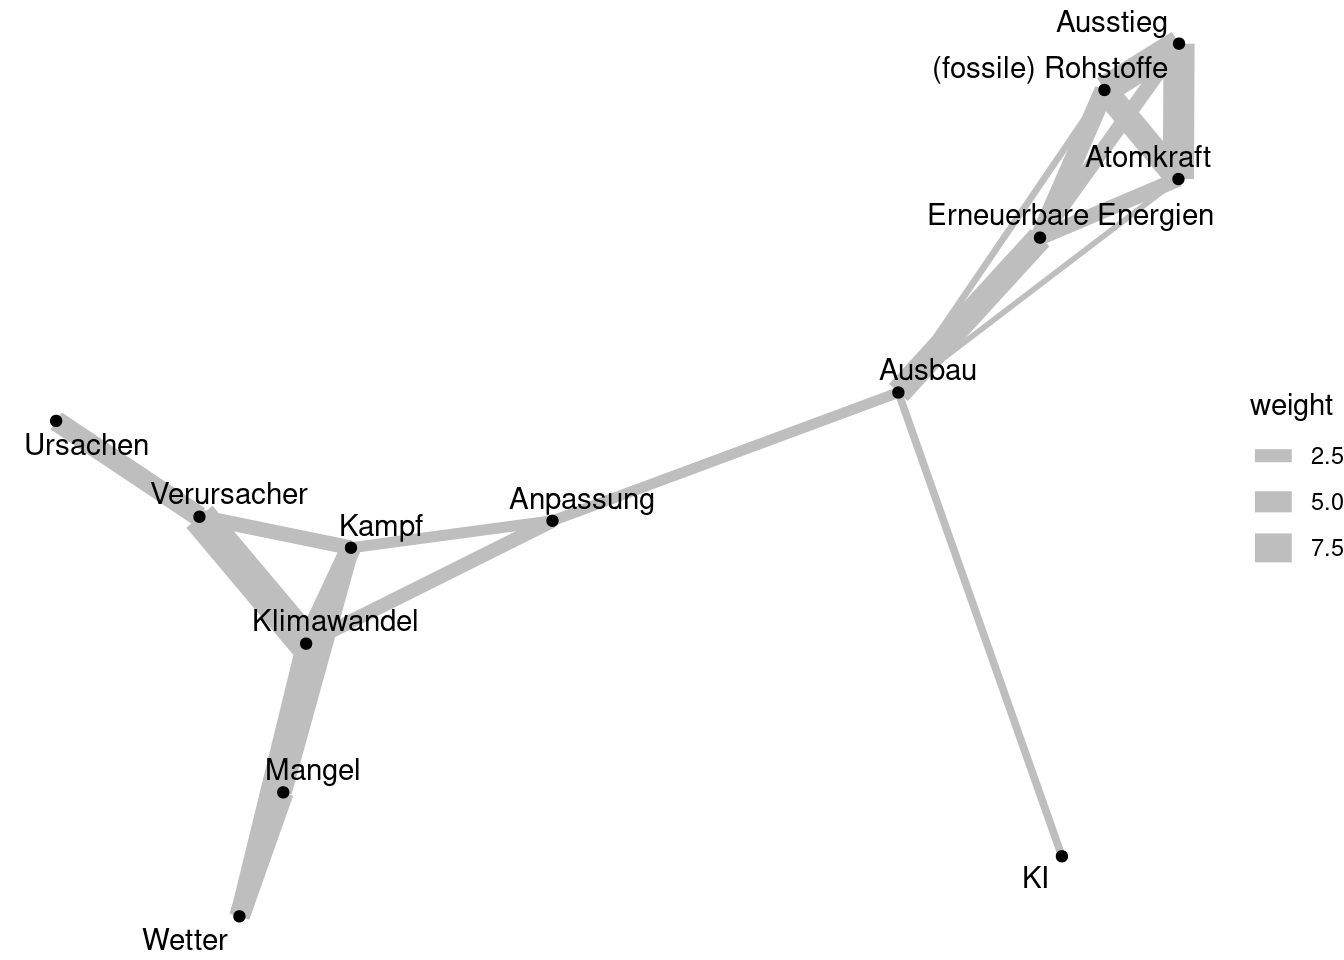 Ausstieg
(fossile) Rohstoffe
Atomkraft
Erneuerbare Energien
Ausbau
weight
2.5
5.0
7.5
Ursachen
Verursacher
Anpassung
Kampf
Klimawandel
Mangel
KI
Wetter